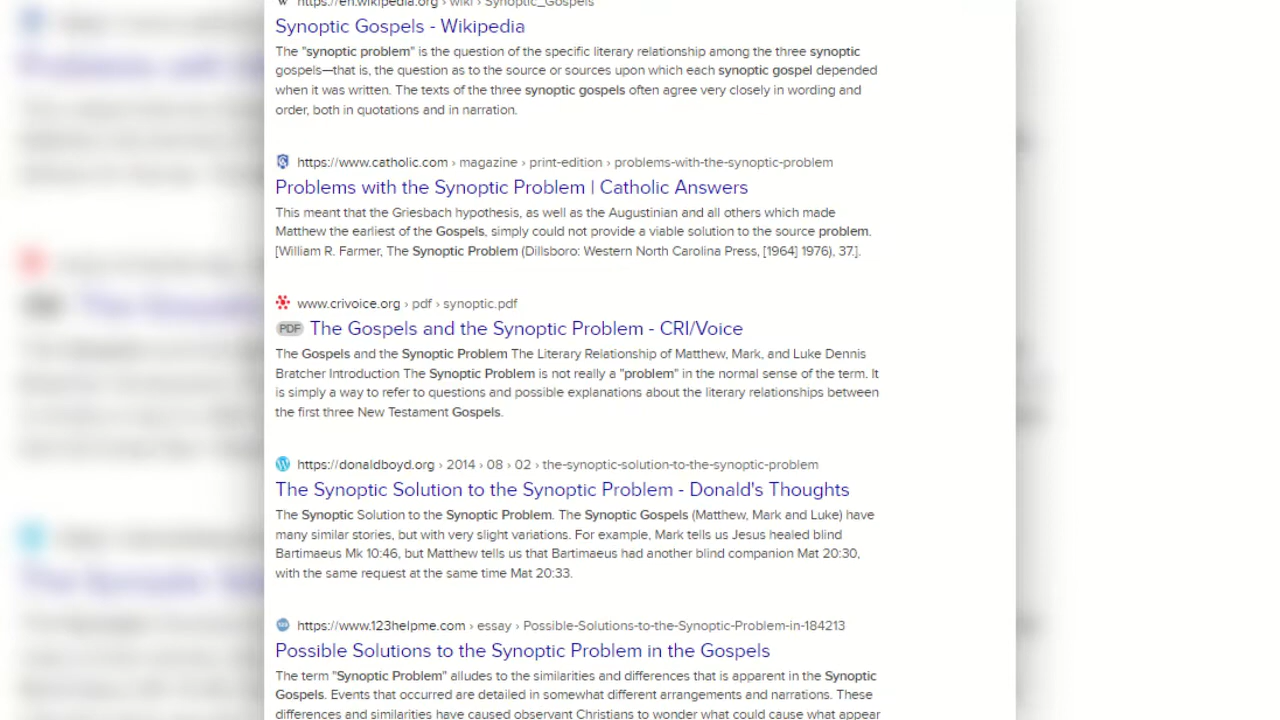 https://en.wikipedia.org › wiki › Synoptic_Gospels
Synoptic Gospels - Wikipedia
The "synoptic problem" is the question of the specific literary relationship among the three synoptic
gospels—that is, the question as to the source or sources upon which each synoptic gospel depended
when it was written. The texts of the three synoptic gospels often agree very closely in wording and
order, both in quotations and in narration.
https://www.catholic.com › magazine › print-edition › problems-with-the-synoptic-problem
Problems with the Synoptic Problem | Catholic Answers
This meant that the Griesbach hypothesis, as well as the Augustinian and all others which made
Matthew the earliest of the Gospels, simply could not provide a viable solution to the source problem.
[William R. Farmer, The Synoptic Problem (Dillsboro: Western North Carolina Press, [1964] 1976), 37.].
www.crivoice.org › pdf › synoptic.pdf
PDF The Gospels and the Synoptic Problem - CRI/Voice
The Gospels and the Synoptic Problem The Literary Relationship of Matthew, Mark, and Luke Dennis
Bratcher Introduction The Synoptic Problem is not really a "problem" in the normal sense of the term. It
is simply a way to refer to questions and possible explanations about the literary relationships between
the first three New Testament Gospels.
https://donaldboyd.org › 2014 › 08 › 02 › the-synoptic-solution-to-the-synoptic-problem
The Synoptic Solution to the Synoptic Problem - Donald's Thoughts
The Synoptic Solution to the Synoptic Problem. The Synoptic Gospels (Matthew, Mark and Luke) have
many similar stories, but with very slight variations. For example, Mark tells us Jesus healed blind
Bartimaeus Mk 10:46, but Matthew tells us that Bartimaeus had another blind companion Mat 20:30,
with the same request at the same time Mat 20:33.
https://www.123helpme.com › essay › Possible-Solutions-to-the-Synoptic-Problem-in-184213
Possible Solutions to the Synoptic Problem in the Gospels
The term "Synoptic Problem" alludes to the similarities and differences that is apparent in the Synoptic
Gospels. Events that occurred are detailed in somewhat different arrangements and narrations. These
differences and similarities have caused observant Christians to wonder what could cause what appear